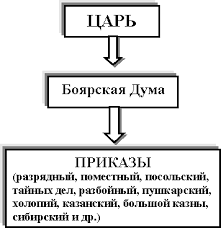 ЦАРЬ
Боярская Дума
ПРИКАЗЫ
(разрядный, поместный, посольский,
тайных дел, разбойный, пушкарский,
холопий, казанский, большой казны,
сибирский и др.)